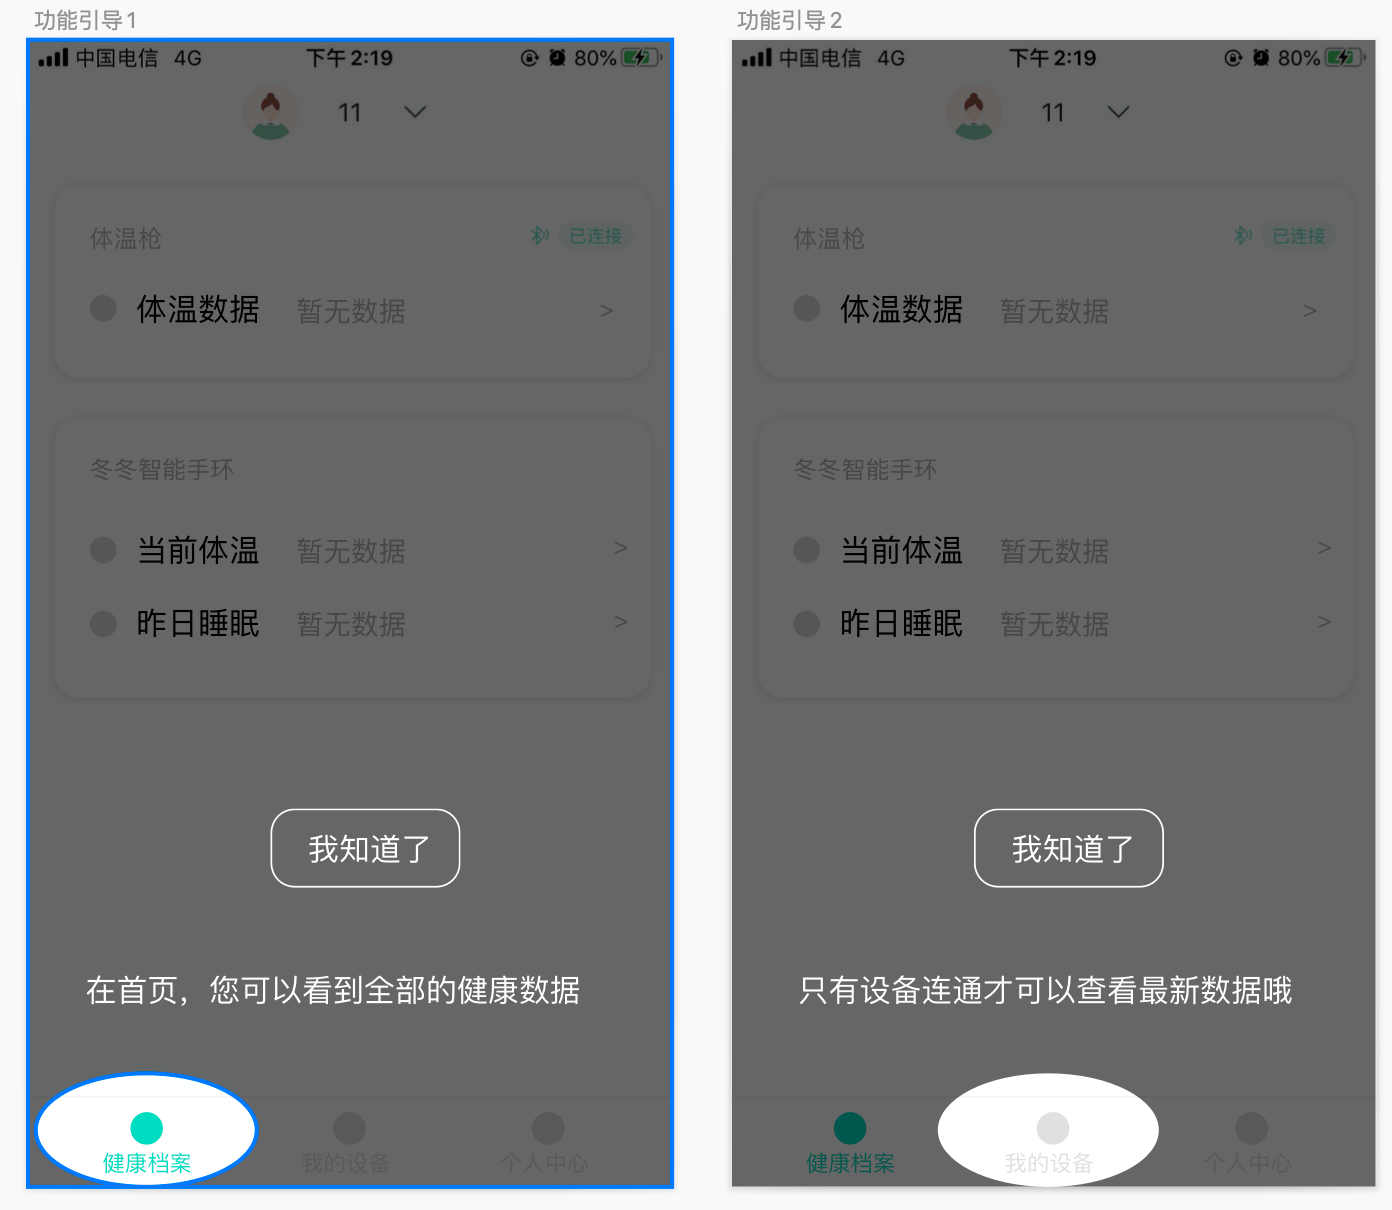 功能引导1
中国电信 4G 下午2:19 80%
11
体温枪 已连接
体温数据 暂无数据 >
冬冬智能手环
当前体温 暂无数据 >
昨日睡眠 暂无数据 >
我知道了
在首页，您可以看到全部的健康数据
健康档案 我的设备 个人中心
功能引导2
中国电信 4G 下午2:19 80%
11
体温枪 已连接
体温数据 暂无数据 >
冬冬智能手环
当前体温 暂无数据 >
昨日睡眠 暂无数据 >
我知道了
只有设备连通才可以查看最新数据哦
健康档案 我的设备 个人中心